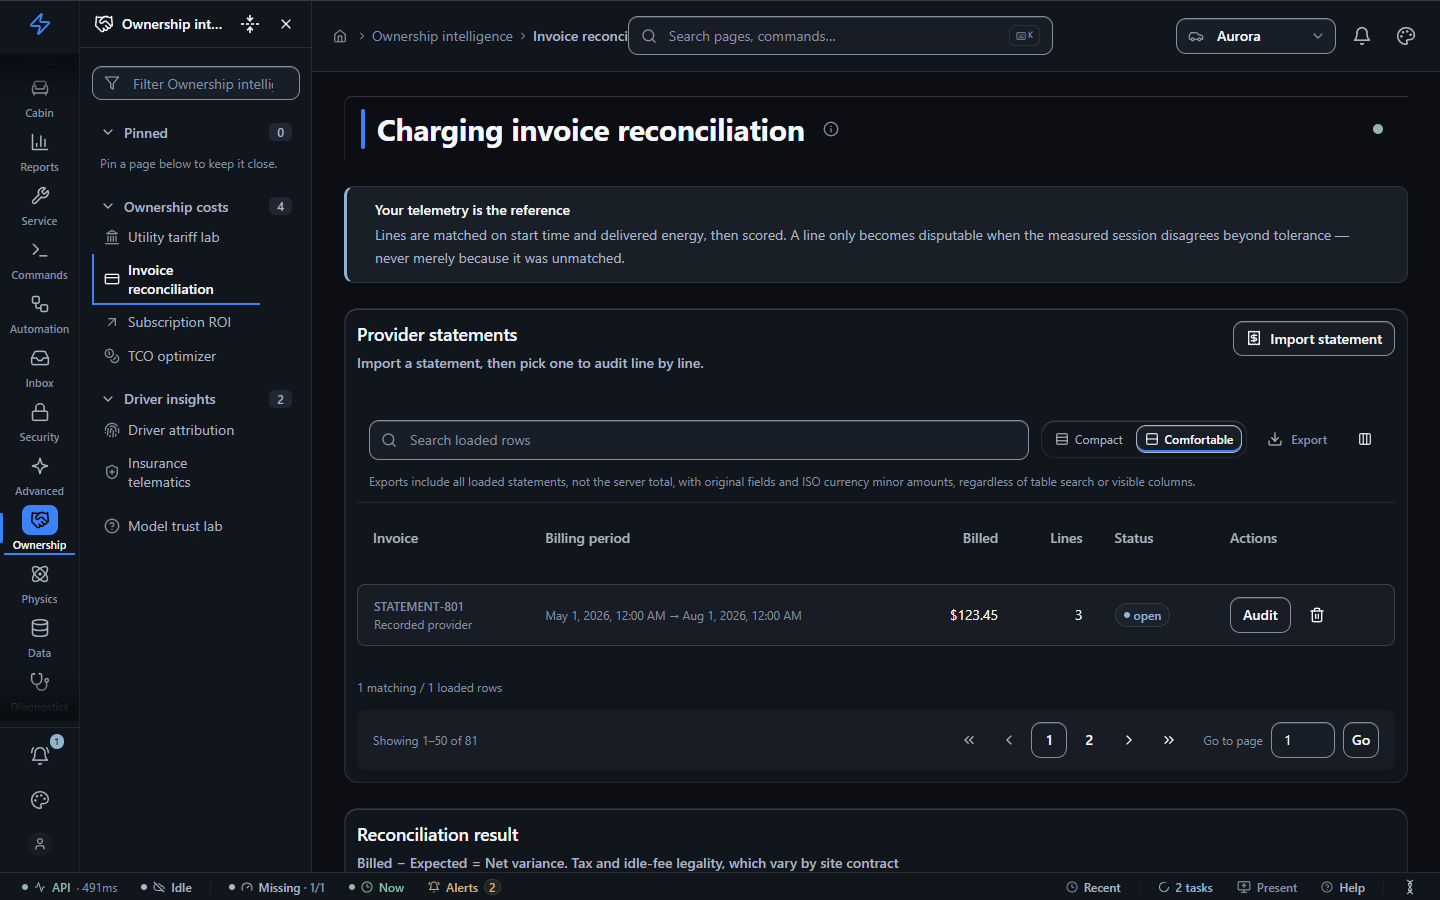 Ownership int...
Ownership intelligence
Invoice reconci
Search pages, commands...
K
Aurora
Cabin
Reports
Service
Commands
Automation
Inbox
Security
Advanced
Ownership
Physics
Data
Diagnostics
1
Filter Ownership intelli
Pinned
0
Pin a page below to keep it close.
Ownership costs
4
Utility tariff lab
Invoice
reconciliation
Subscription ROI
TCO optimizer
Driver insights
2
Driver attribution
Insurance
telematics
Model trust lab
Charging invoice reconciliation
Your telemetry is the reference
Lines are matched on start time and delivered energy, then scored. A line only becomes disputable when the measured session disagrees beyond tolerance —
never merely because it was unmatched.
Provider statements
Import a statement, then pick one to audit line by line.
Import statement
Search loaded rows
Compact
Comfortable
Export
Exports include all loaded statements, not the server total, with original fields and ISO currency minor amounts, regardless of table search or visible columns.
Invoice Billing period Billed Lines Status Actions
STATEMENT-801
Recorded provider
May 1, 2026, 12:00 AM → Aug 1, 2026, 12:00 AM
$123.45
3
open
Audit
1 matching / 1 loaded rows
Showing 1–50 of 81
1
2
Go to page
1
Go
Reconciliation result
Billed − Expected = Net variance. Tax and idle-fee legality, which vary by site contract
API · 491ms
Idle
Missing · 1/1
Now
Alerts 2
Recent
2 tasks
Present
Help